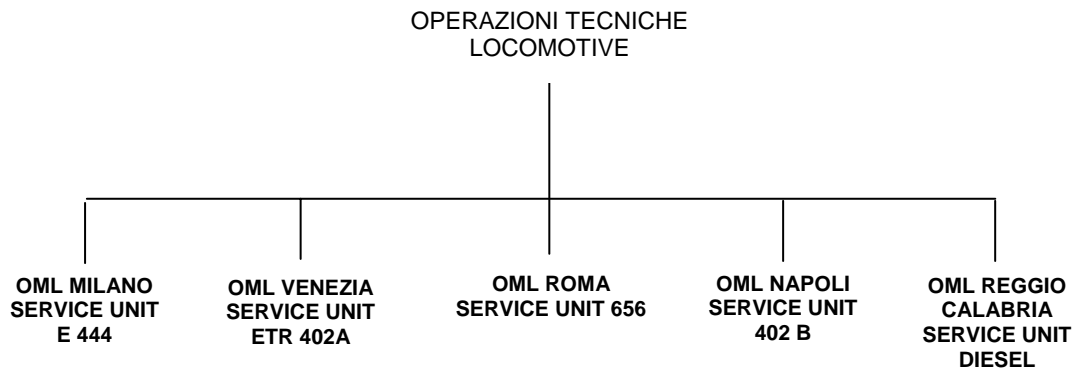 OPERAZIONI TECNICHE
LOCOMOTIVE
OML MILANO
SERVICE UNIT
E 444
OML VENEZIA
SERVICE UNIT
ETR 402A
OML ROMA
SERVICE UNIT 656
OML NAPOLI
SERVICE UNIT
402 B
OML REGGIO
CALABRIA
SERVICE UNIT
DIESEL